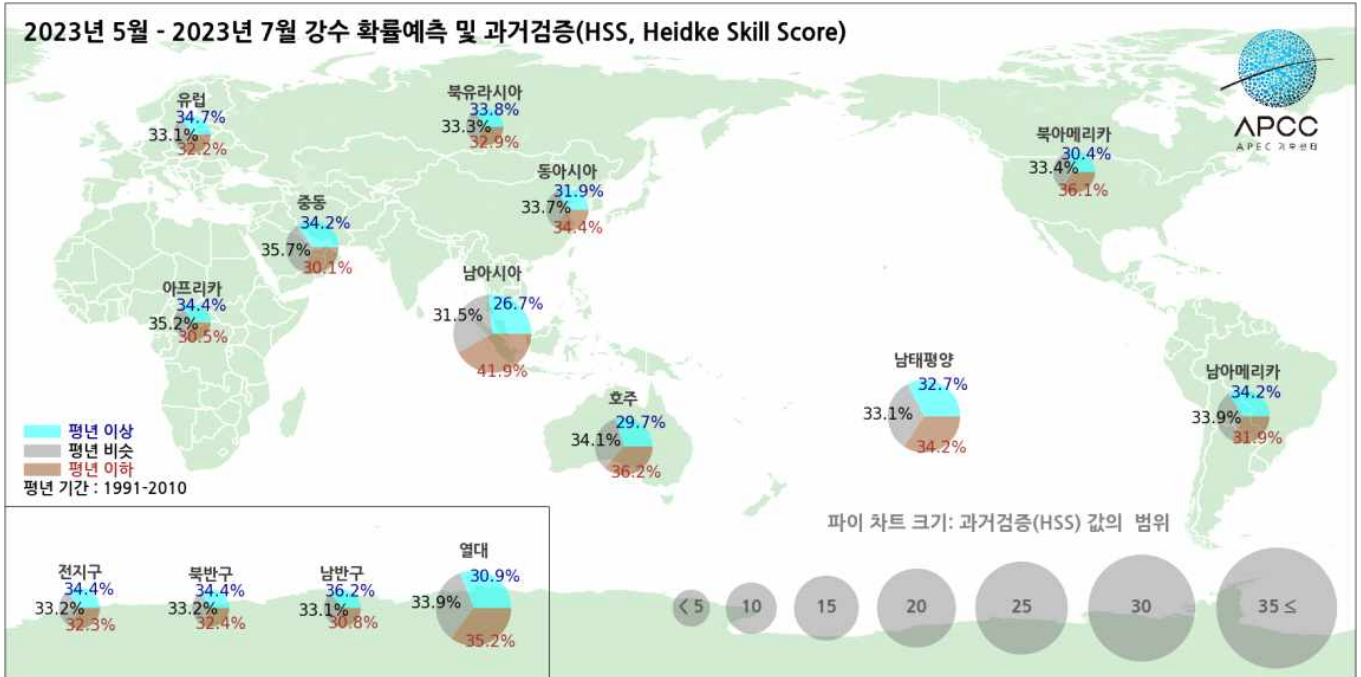 2023년 5월 - 2023년 7월 강수 확률예측 및 과거검증(HSS, Heidke Skill Score)
APCC
APEC 기후센터
유럽
34.7%
33.1%
32.2%
북유라시아
33.8%
33.3%
32.9%
북아메리카
30.4%
33.4%
36.1%
동아시아
31.9%
33.7%
34.4%
중동
34.2%
35.7%
30.1%
남아시아
26.7%
31.5%
41.9%
아프리카
34.4%
35.2%
30.5%
남태평양
32.7%
33.1%
34.2%
남아메리카
34.2%
33.9%
31.9%
호주
29.7%
34.1%
36.2%
평년 이상
평년 비슷
평년 이하
평년 기간 : 1991-2010
파이 차트 크기: 과거검증(HSS) 값의 범위
전지구
34.4%
33.2%
32.3%
북반구
34.4%
33.2%
32.4%
남반구
36.2%
33.1%
30.8%
열대
30.9%
33.9%
35.2%
< 5
10
15
20
25
30
35 ≤